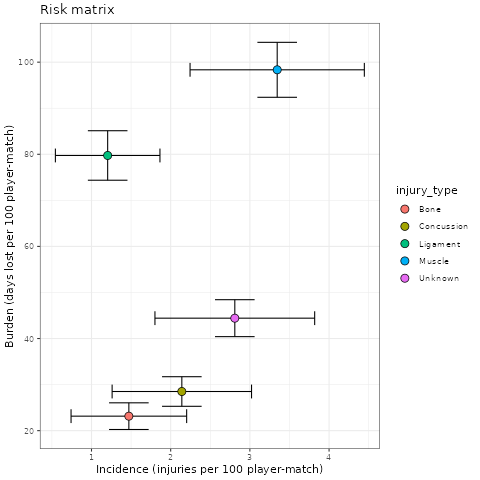 Risk matrix
Burden (days lost per 100 player-match)
100
80
60
40
20
1
2
3
4
Incidence (injuries per 100 player-match)
injury_type
Bone
Concussion
Ligament
Muscle
Unknown